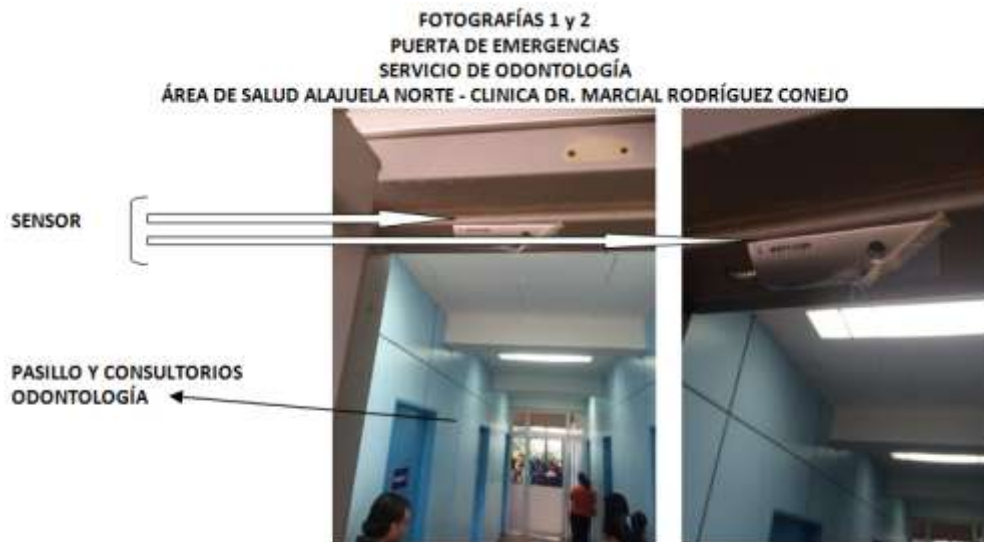 FOTOGRAFÍAS 1 y 2
PUERTA DE EMERGENCIAS
SERVICIO DE ODONTOLOGÍA
ÁREA DE SALUD ALAJUELA NORTE - CLINICA DR. MARCIAL RODRÍGUEZ CONEJO
SENSOR
PASILLO Y CONSULTORIOS
ODONTOLOGÍA